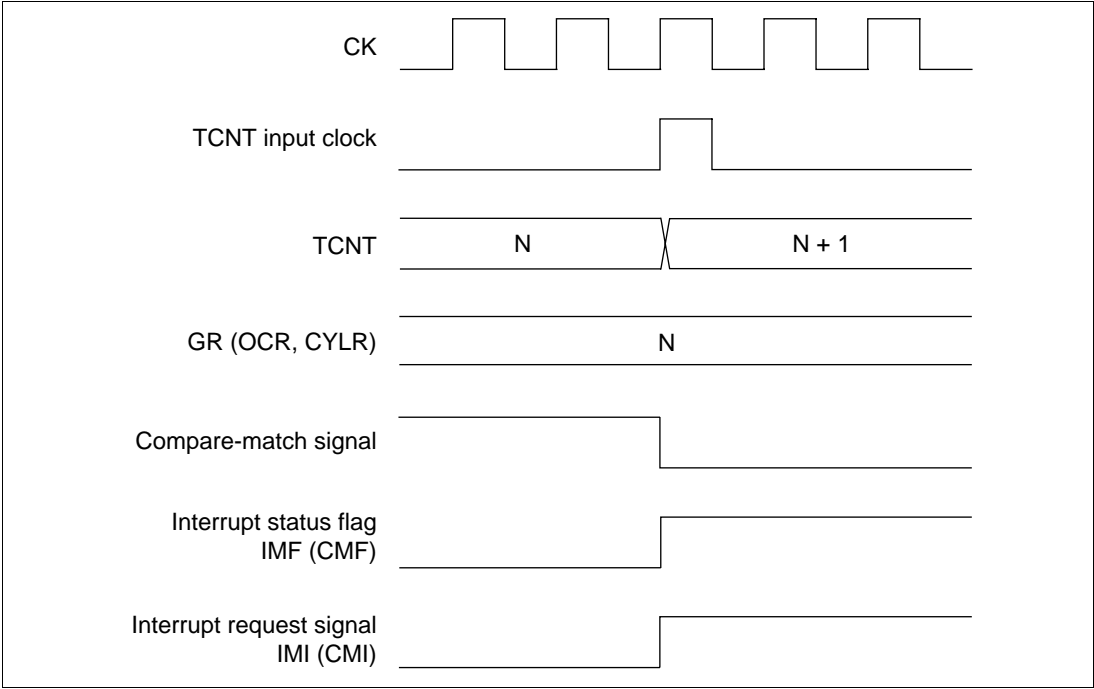 CK
TCNT input clock
TCNT
N
N + 1
GR (OCR, CYLR)
N
Compare-match signal
Interrupt status flag
IMF (CMF)
Interrupt request signal
IMI (CMI)